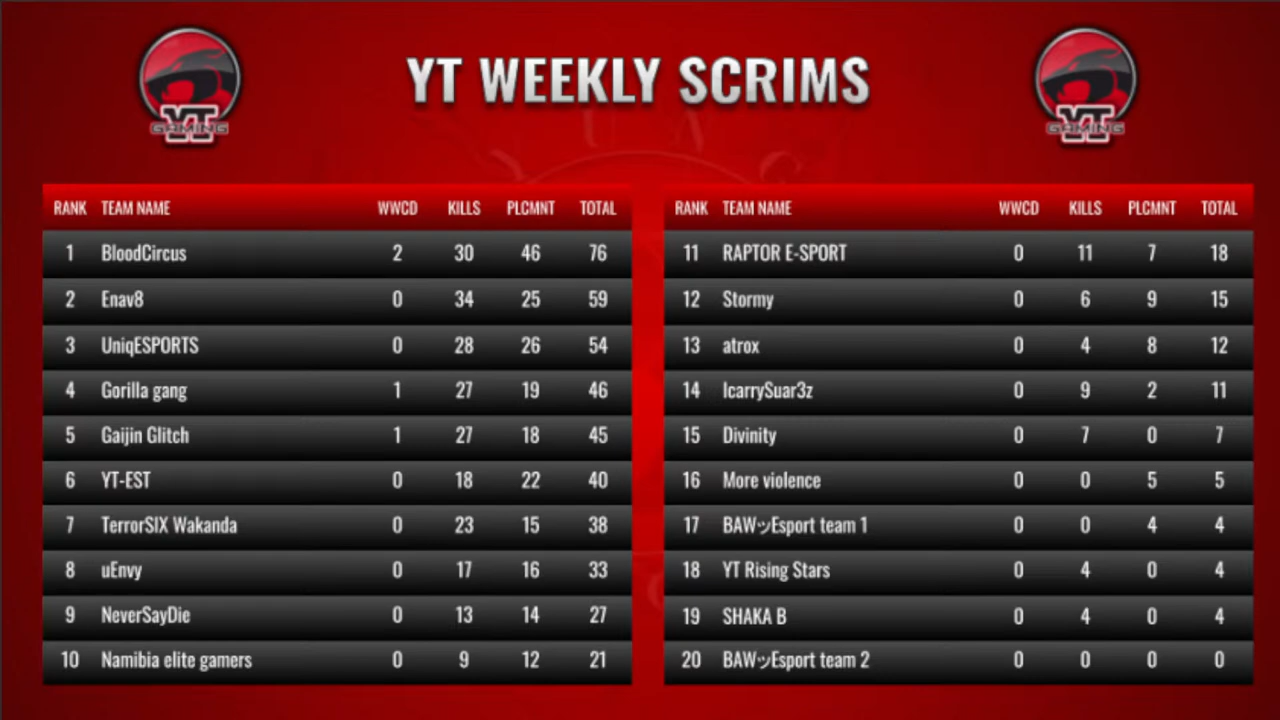 YT GAMING
YT WEEKLY SCRIMS
YT GAMING
RANK TEAM NAME WWCD KILLS PLCMNT TOTAL
1 BloodCircus 2 30 46 76
2 Enav8 0 34 25 59
3 UniqESPORTS 0 28 26 54
4 Gorilla gang 1 27 19 46
5 Gaijin Glitch 1 27 18 45
6 YT-EST 0 18 22 40
7 TerrorSIX Wakanda 0 23 15 38
8 uEnvy 0 17 16 33
9 NeverSayDie 0 13 14 27
10 Namibia elite gamers 0 9 12 21
RANK TEAM NAME WWCD KILLS PLCMNT TOTAL
11 RAPTOR E-SPORT 0 11 7 18
12 Stormy 0 6 9 15
13 atrox 0 4 8 12
14 IcarrySuar3z 0 9 2 11
15 Divinity 0 7 0 7
16 More violence 0 0 5 5
17 BAWッEsport team 1 0 0 4 4
18 YT Rising Stars 0 4 0 4
19 SHAKA B 0 4 0 4
20 BAWッEsport team 2 0 0 0 0